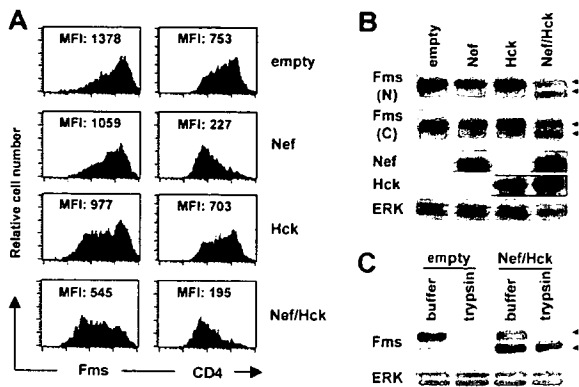 A
MFI: 1378
MFI: 753
empty
MFI: 1059
MFI: 227
Nef
MFI: 977
MFI: 703
Hck
MFI: 545
MFI: 195
Nef/Hck
Relative cell number
Fms
CD4
B
empty
Nef
Hck
Nef/Hck
Fms
(N)
Fms
(C)
Nef
Hck
ERK
C
empty
Nef/Hck
buffer
trypsin
buffer
trypsin
Fms
ERK